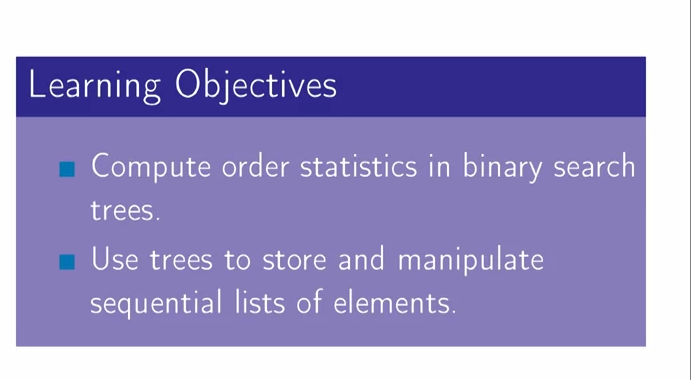 Learning Objectives
Compute order statistics in binary search
trees.
Use trees to store and manipulate
sequential lists of elements.